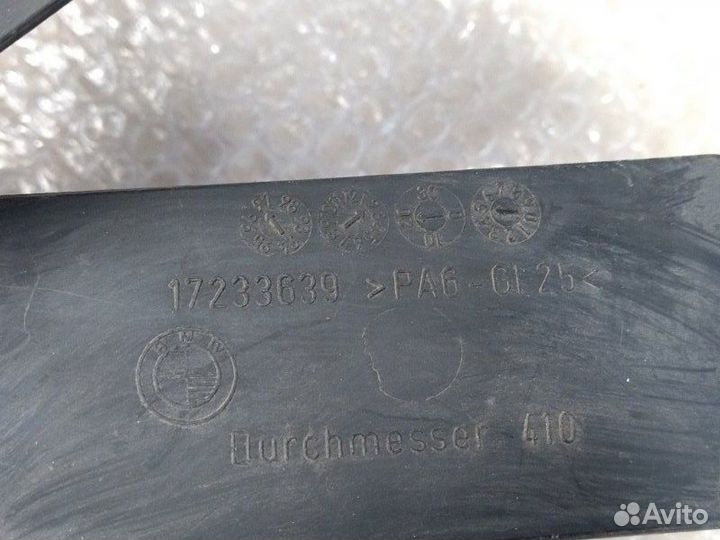 17233639 >PA6-GF25<
BMW
Durchmesser 410
Avito